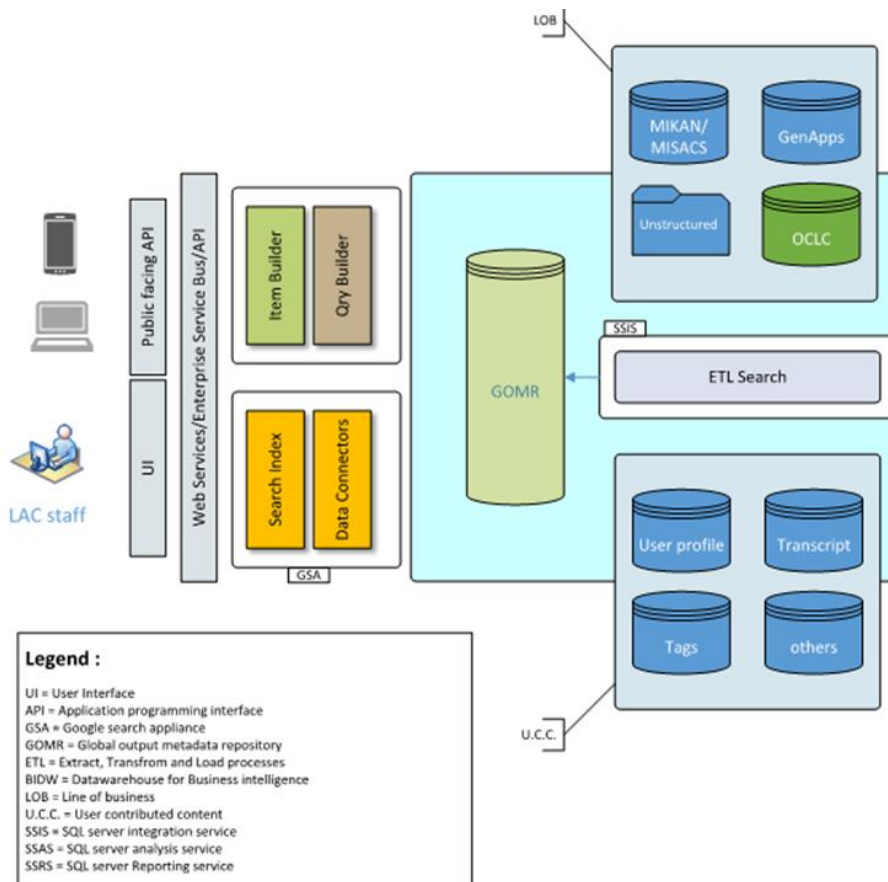 LOB
MIKAN/
MISACS
GenApps
Unstructured
OCLC
Public facing API
UI
Web Services/Enterprise Service Bus/API
Item Builder
Qry Builder
Search Index
Data Connectors
GSA
GOMR
SSIS
ETL Search
LAC staff
User profile
Transcript
Tags
others
U.C.C.
Legend :
UI = User Interface
API = Application programming interface
GSA = Google search appliance
GOMR = Global output metadata repository
ETL = Extract, Transfrom and Load processes
BIDW = Datawarehouse for Business intelligence
LOB = Line of business
U.C.C. = User contributed content
SSIS = SQL server integration service
SSAS = SQL server analysis service
SSRS = SQL server Reporting service